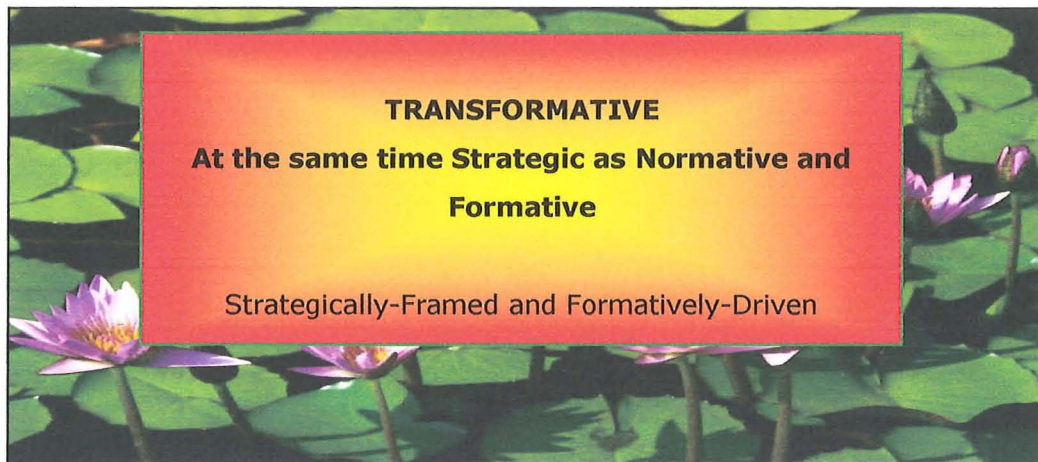 TRANSFORMATIVE
At the same time Strategic as Normative and
Formative
Strategically-Framed and Formatively-Driven